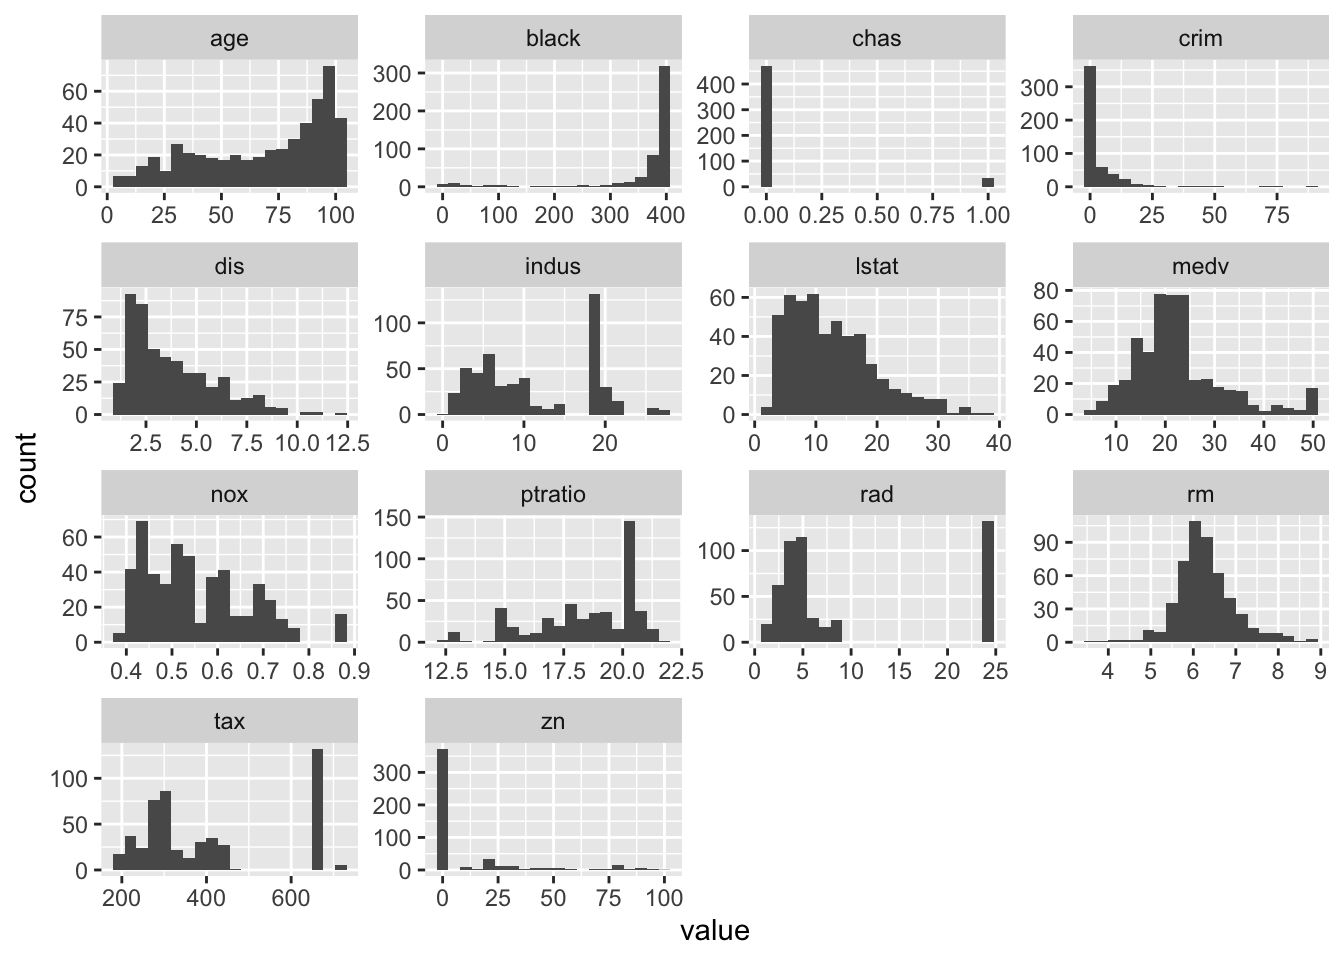 age black chas crim
60
40
20
0
0 25 50 75 100
300
200
100
0
0 100 200 300 400
400
300
200
100
0
0.00 0.25 0.50 0.75 1.00
300
200
100
0
0 25 50 75
dis indus lstat medv
75
50
25
0
2.5 5.0 7.5 10.0 12.5
100
50
0
0 10 20
60
40
20
0
0 10 20 30 40
80
60
40
20
0
10 20 30 40 50
nox ptratio rad rm
60
40
20
0
0.4 0.5 0.6 0.7 0.8 0.9
150
100
50
0
12.5 15.0 17.5 20.0 22.5
100
50
0
0 5 10 15 20 25
90
60
30
0
4 5 6 7 8 9
tax zn
100
50
0
200 400 600
300
200
100
0
0 25 50 75 100
count
value